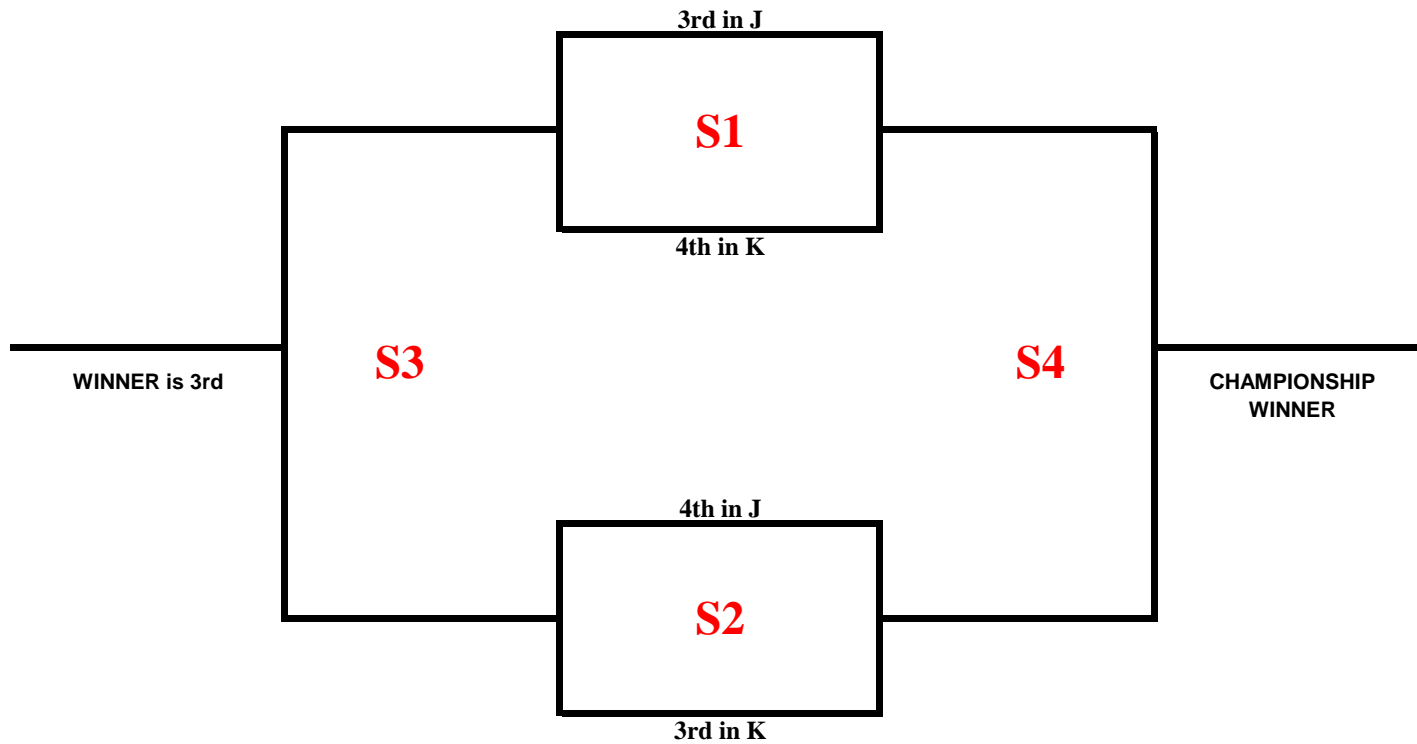 3rd in J
S1
4th in K
S3
S4
WINNER is 3rd
CHAMPIONSHIP
WINNER
4th in J
S2
3rd in K